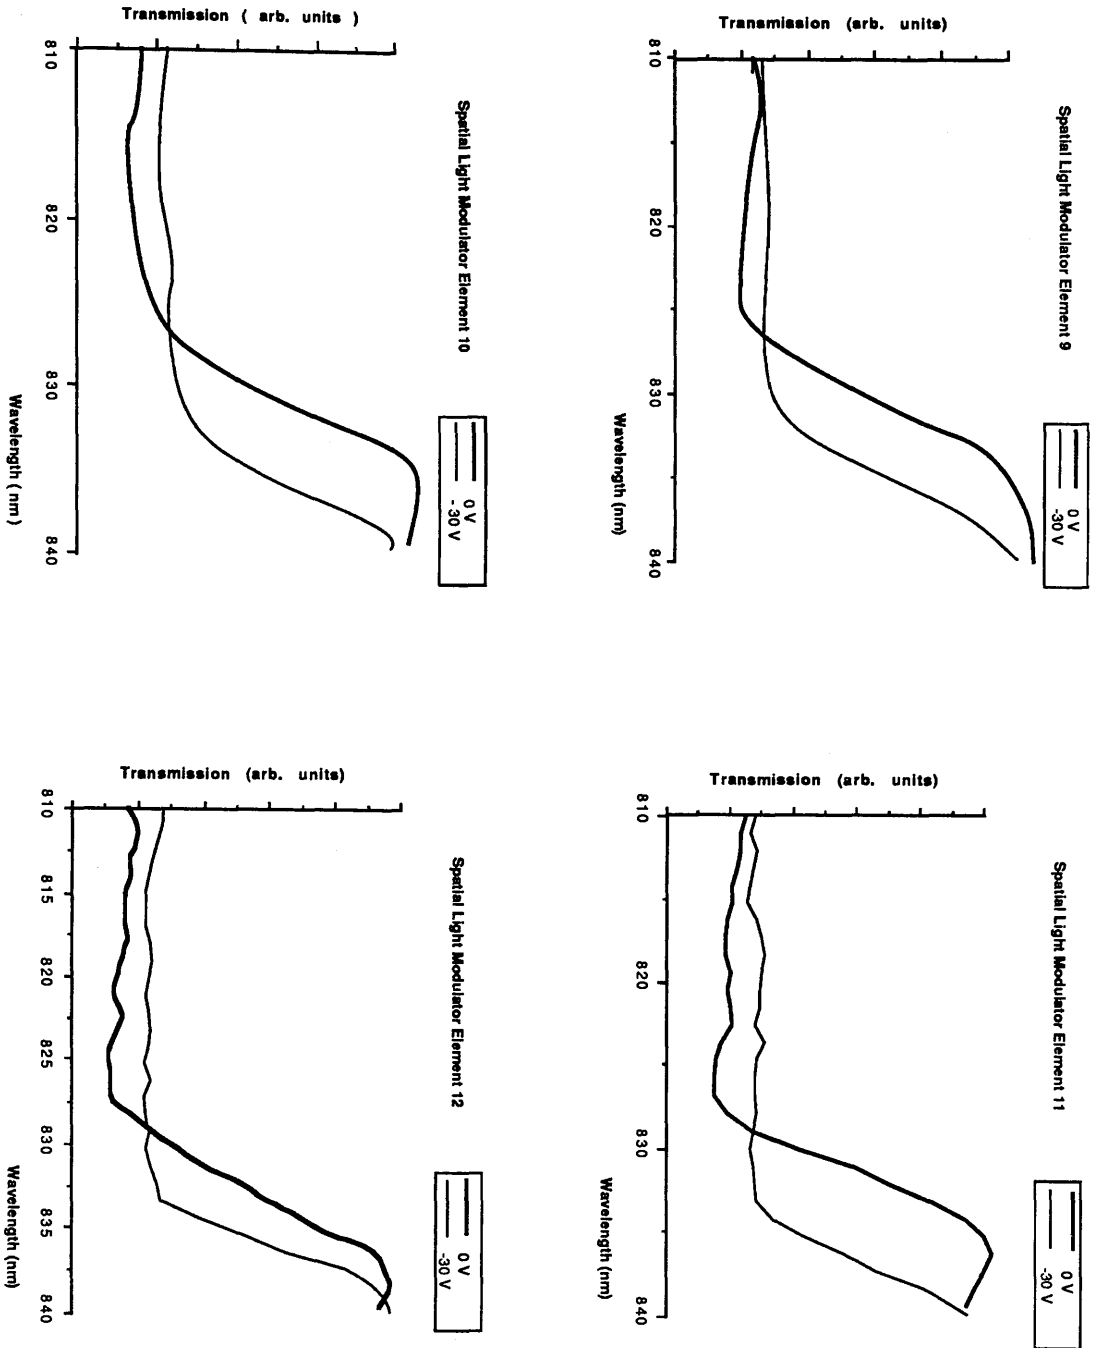 Spatial Light Modulator Element 9
Transmission (arb. units)
810
820
830
840
Wavelength (nm)
0 V
-30 V
Spatial Light Modulator Element 11
Transmission (arb. units)
810
820
830
840
Wavelength (nm)
0 V
-30 V
Spatial Light Modulator Element 10
Transmission ( arb. units )
810
820
830
840
Wavelength ( nm )
0 V
- 30 V
Spatial Light Modulator Element 12
Transmission (arb. units)
810
815
820
825
830
835
840
Wavelength (nm)
0 V
-30 V